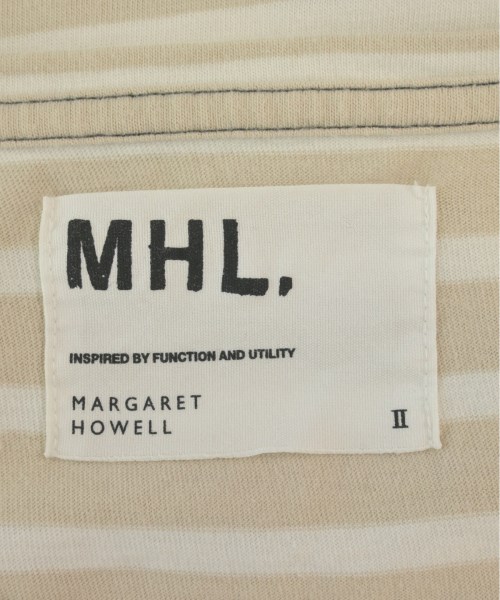 MHL.
INSPIRED BY FUNCTION AND UTILITY
MARGARET
HOWELL
II